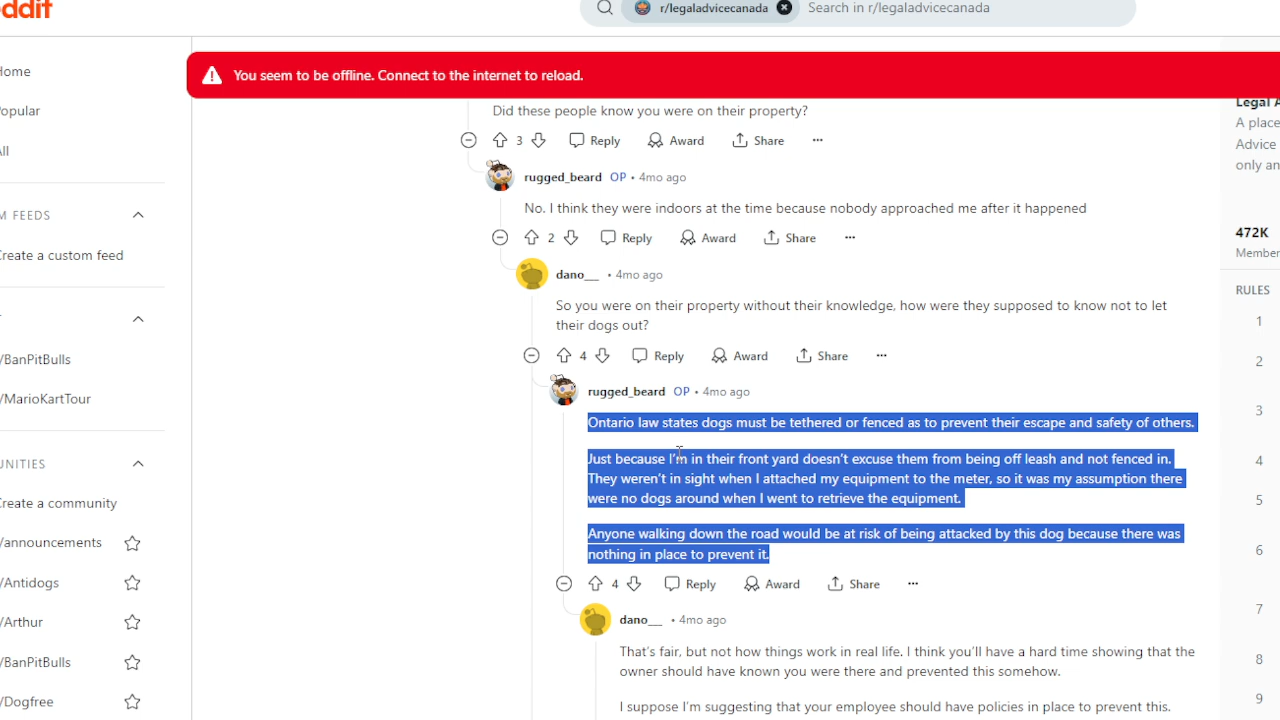 eddit
r/legaladvicecanada
Search in r/legaladvicecanada
You seem to be offline. Connect to the internet to reload.
Home
Popular
All
M FEEDS
Create a custom feed
/BanPitBulls
/MarioKartTour
UNITIES
Create a community
/announcements
/Antidogs
/Arthur
/BanPitBulls
/Dogfree
Did these people know you were on their property?
3 Reply Award Share
rugged_beard OP • 4mo ago
No. I think they were indoors at the time because nobody approached me after it happened
2 Reply Award Share
dano__ • 4mo ago
So you were on their property without their knowledge, how were they supposed to know not to let
their dogs out?
4 Reply Award Share
rugged_beard OP • 4mo ago
Ontario law states dogs must be tethered or fenced as to prevent their escape and safety of others.
Just because I'm in their front yard doesn't excuse them from being off leash and not fenced in.
They weren't in sight when I attached my equipment to the meter, so it was my assumption there
were no dogs around when I went to retrieve the equipment.
Anyone walking down the road would be at risk of being attacked by this dog because there was
nothing in place to prevent it.
4 Reply Award Share
dano__ • 4mo ago
That's fair, but not how things work in real life. I think you'll have a hard time showing that the
owner should have known you were there and prevented this somehow.
I suppose I'm suggesting that your employee should have policies in place to prevent this.
Legal A
A place
Advice
only an
472K
Member
RULES
1
2
3
4
5
6
7
8
9